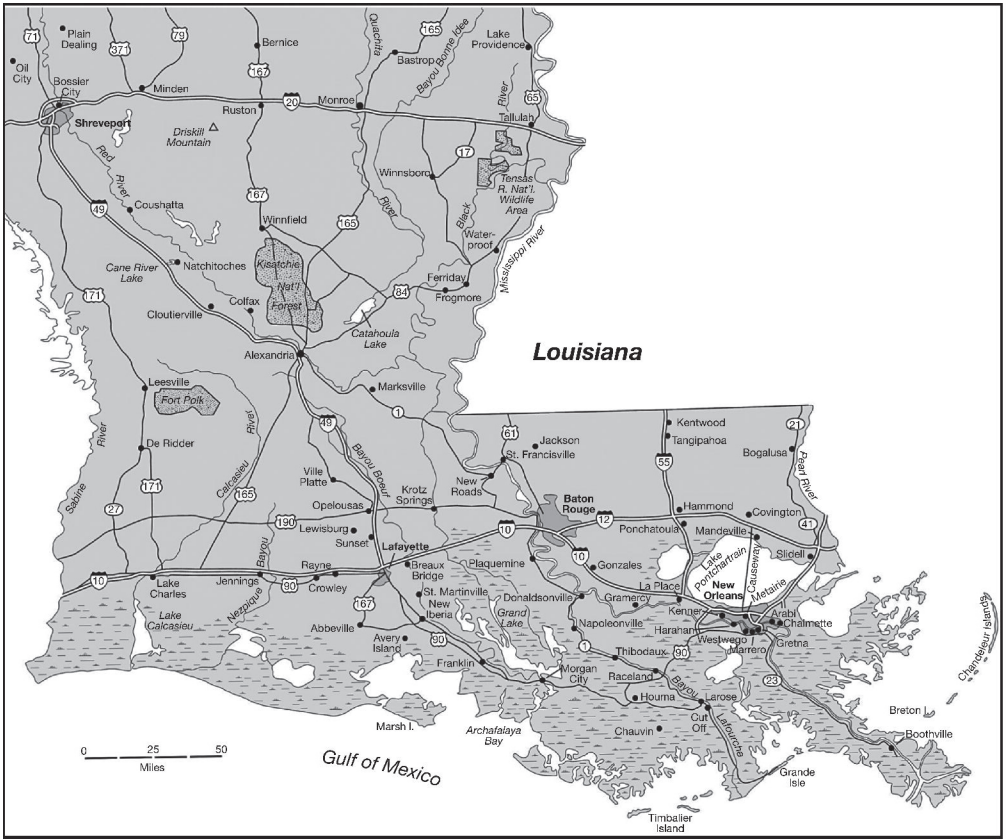 71
Plain
Dealing
371
79
Bernice
Ouachita
165
Bayou Bonne Idee
Lake
Providence
Oil
City
167
Bastrop
Bossier
City
Minden
Ruston
20
Monroe
River
65
Tallulah
Shreveport
Driskill
Mountain
Red
River
17
Winnsboro
Tensas
R. Nat'l.
Wildlife
Area
49
Coushatta
167
River
165
Black
Winnfield
Water-
proof
Mississippi River
Cane River
Lake
Natchitoches
Kisatchie
Nat'l
Forest
Ferriday
171
84
Frogmore
Colfax
Cloutierville
Catahoula
Lake
Alexandria
Louisiana
Leesville
Fort Polk
Marksville
1
River
49
61
Jackson
St. Francisville
Kentwood
Tangipahoa
21
Bogalusa
Pearl River
River
De Ridder
55
Bayou Boeuf
Calcasieu
Ville
Platte
New
Roads
Sabine
171
165
Krotz
Springs
Baton
Rouge
27
Opelousas
190
Lewisburg
Sunset
10
12
Hammond
Covington
41
Ponchatoula
Mandeville
Bayou
Lafayette
Lake
Pontchartrain
Causeway
Slidell
10
Lake
Charles
Jennings
90
Rayne
Crowley
Breaux
Bridge
Plaquemine
10
Gonzales
New
Orleans
Metairie
La Place
Nezpique
167
St. Martinville
New
Iberia
Donaldsonville
Gramercy
Kenner
Arabi
Chalmette
Lake
Calcasieu
Grand
Lake
Abbeville
Napoleonville
Harahan
Westwego
Marrero
Gretna
Avery
Island
90
1
Thibodaux
90
Chandeleur Islands
Franklin
Raceland
Morgan
City
Bayou
23
Houma
Larose
Breton I.
Marsh I.
Archafalaya
Bay
Cut
Off
Lafourche
Chauvin
Boothville
0
25
50
Miles
Gulf of Mexico
Grande
Isle
Timbalier
Island